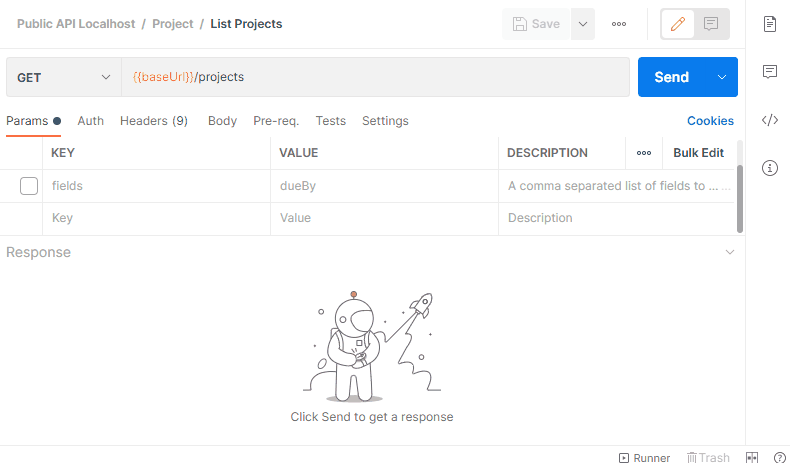 Public API Localhost / Project / List Projects
Save
GET {{baseUrl}}/projects
Send
Params Auth Headers (9) Body Pre-req. Tests Settings Cookies
KEY VALUE DESCRIPTION Bulk Edit
fields dueBy A comma separated list of fields to ... ...
Key Value Description
Response
Click Send to get a response
Runner Trash